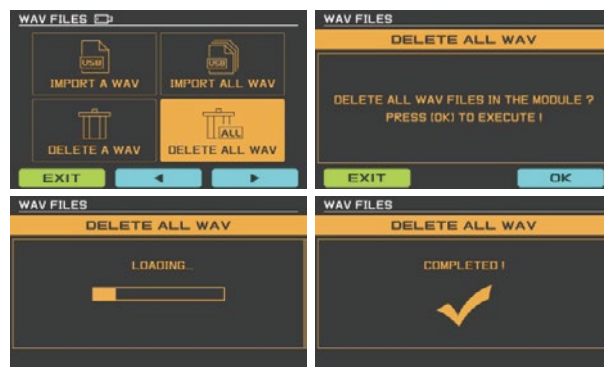 WAV FILES
USB
USB
IMPORT A WAV
IMPORT ALL WAV
ALL
DELETE A WAV
DELETE ALL WAV
EXIT
WAV FILES
DELETE ALL WAV
DELETE ALL WAV FILES IN THE MODULE ?
PRESS (OK) TO EXECUTE !
EXIT
OK
WAV FILES
DELETE ALL WAV
LOADING...
WAV FILES
DELETE ALL WAV
COMPLETED !